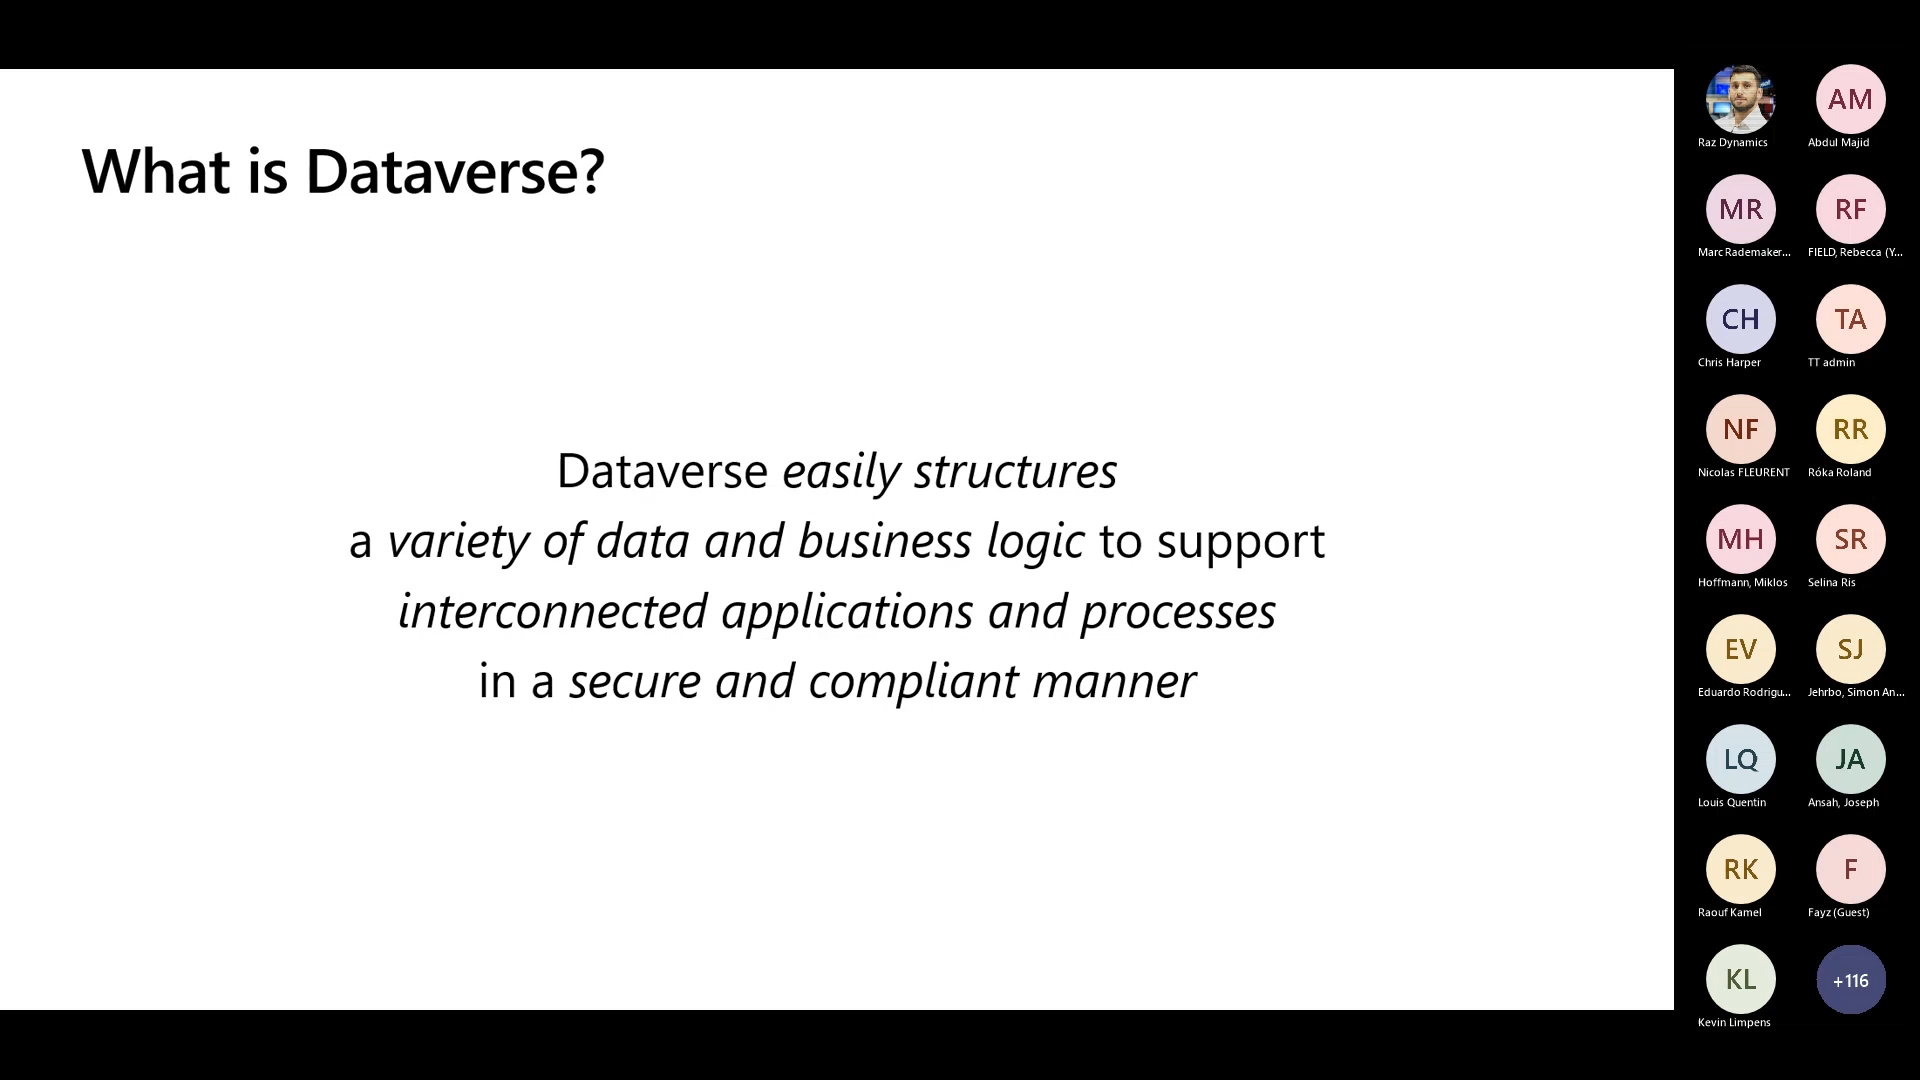 What is Dataverse?
Dataverse easily structures
a variety of data and business logic to support
interconnected applications and processes
in a secure and compliant manner
Raz Dynamics
AM
Abdul Majid
MR
Marc Rademaker...
RF
FIELD, Rebecca (Y...
CH
Chris Harper
TA
TT admin
NF
Nicolas FLEURENT
RR
Róka Roland
MH
Hoffmann, Miklos
SR
Selina Ris
EV
Eduardo Rodrigu...
SJ
Jehrbo, Simon An...
LQ
Louis Quentin
JA
Ansah, Joseph
RK
Raouf Kamel
F
Fayz (Guest)
KL
Kevin Limpens
+116